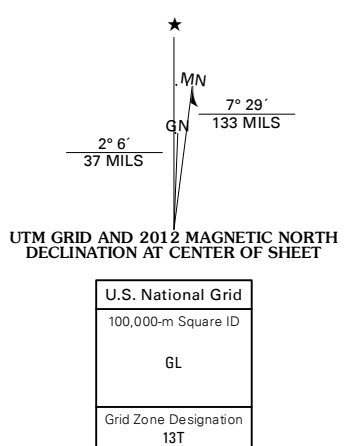 ★
MN
7° 29´
133 MILS
GN
2° 6´
37 MILS
UTM GRID AND 2012 MAGNETIC NORTH
DECLINATION AT CENTER OF SHEET
U.S. National Grid
100,000-m Square ID
GL
Grid Zone Designation
13T